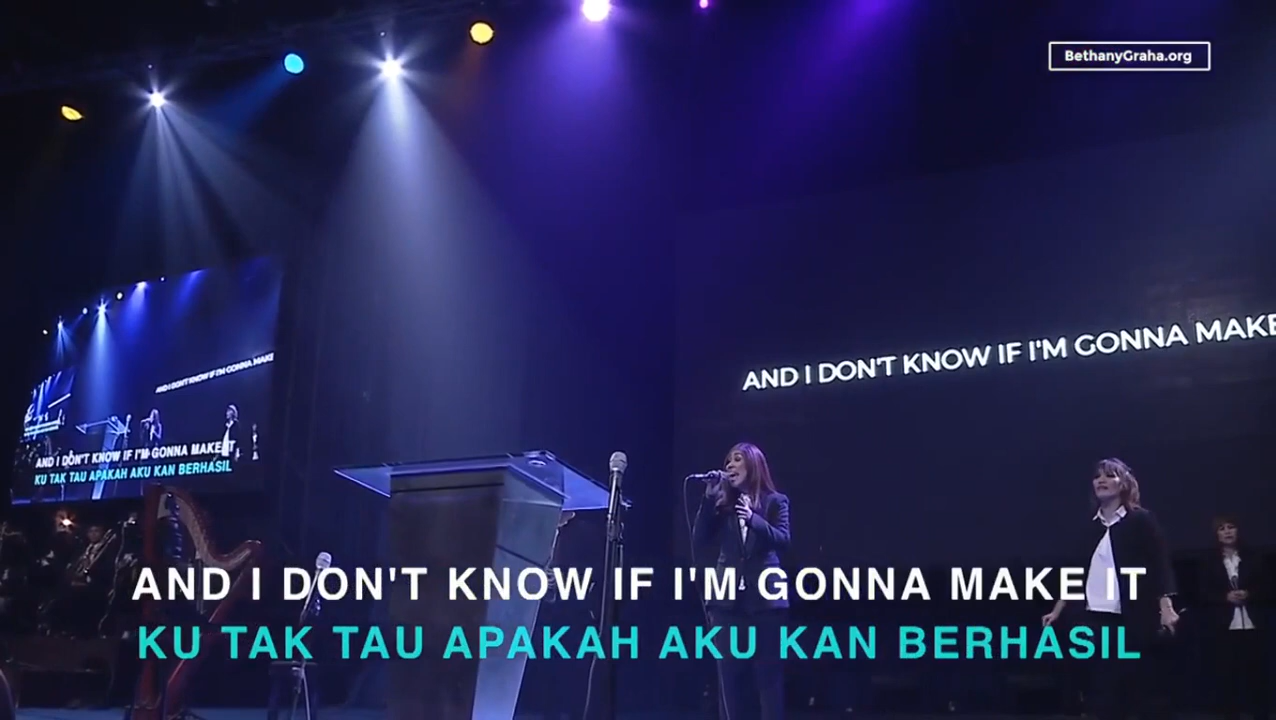 BethanyGraha.org
AND I DON'T KNOW IF I'M GONNA MAKE
AND I DON'T KNOW IF I'M GONNA MAKE
AND I DON'T KNOW IF I'M GONNA MAKE IT
KU TAK TAU APAKAH AKU KAN BERHASIL
AND I DON'T KNOW IF I'M GONNA MAKE IT
KU TAK TAU APAKAH AKU KAN BERHASIL